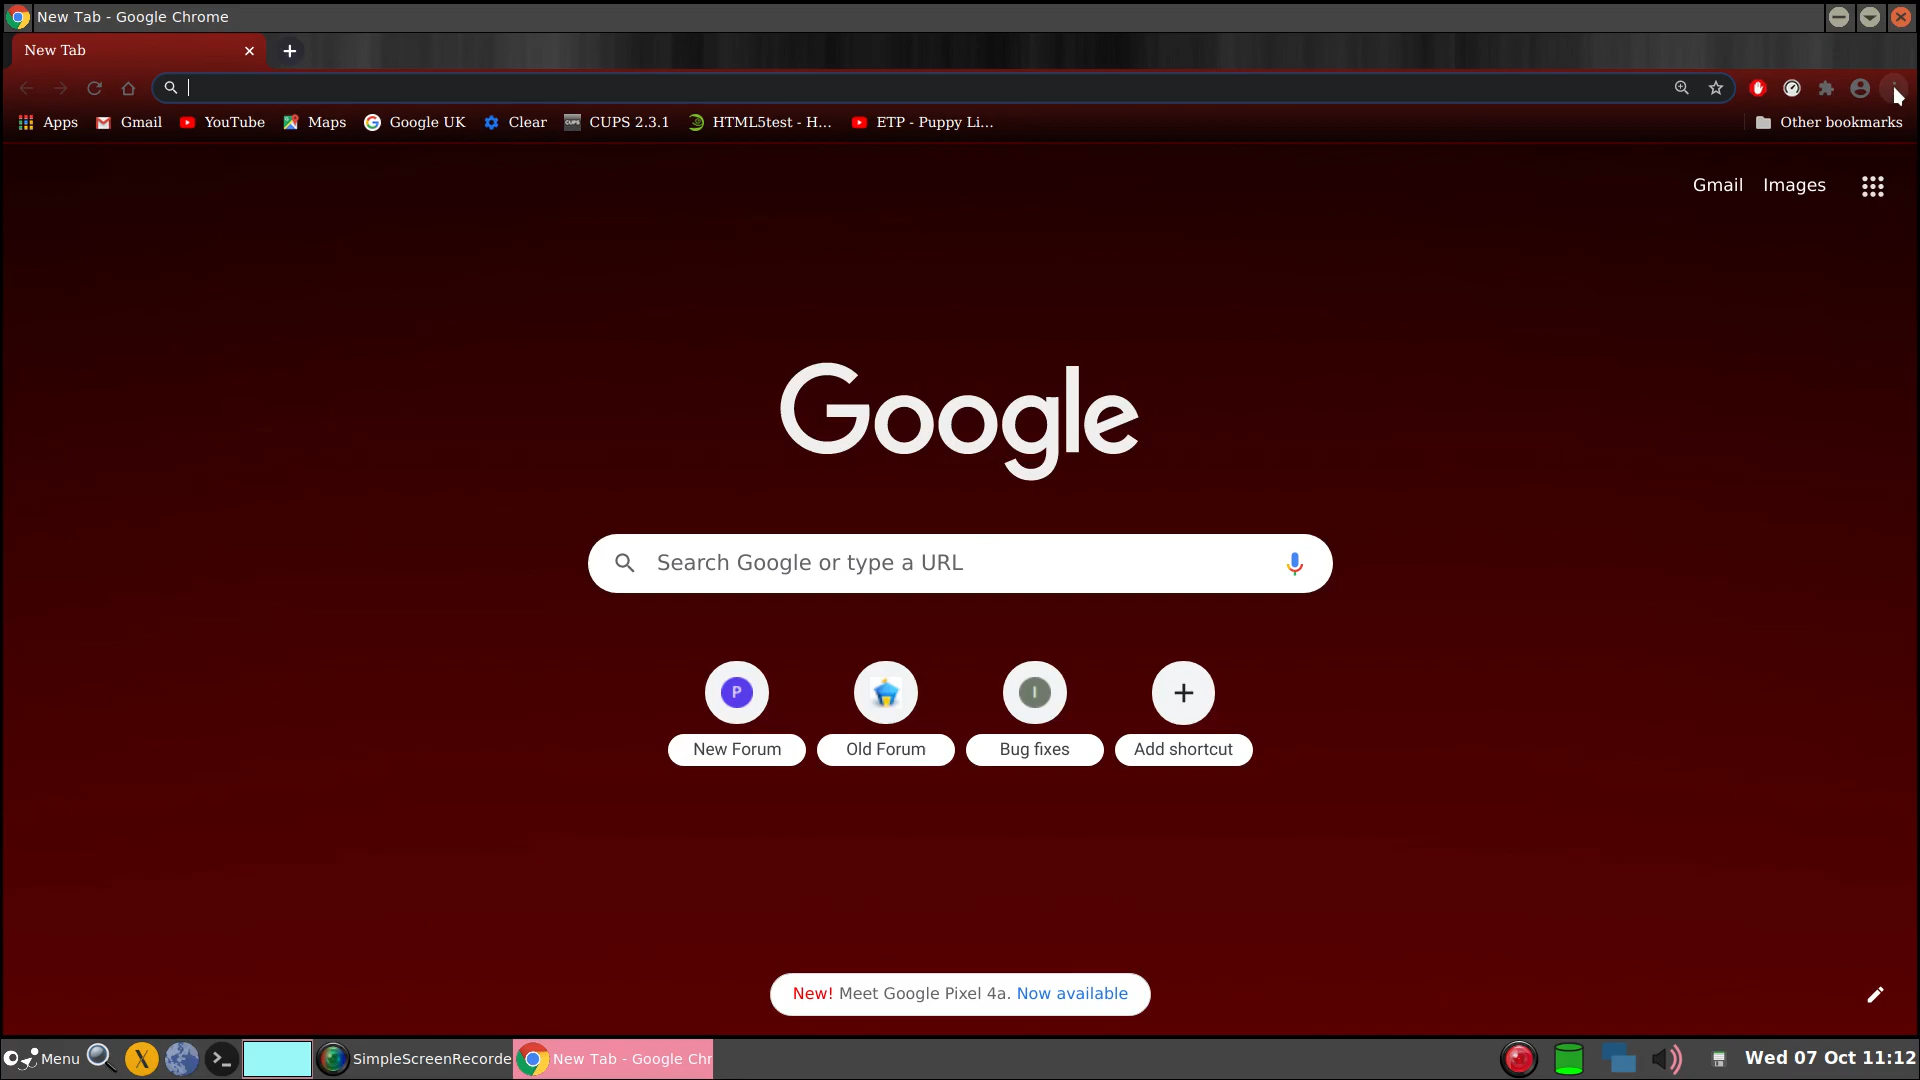 New Tab - Google Chrome
New Tab
Apps Gmail YouTube Maps Google UK Clear CUPS CUPS 2.3.1 HTML5test - H... ETP - Puppy Li... Other bookmarks
Gmail Images
Google
Search Google or type a URL
P I
New Forum Old Forum Bug fixes Add shortcut
New! Meet Google Pixel 4a. Now available
Menu X SimpleScreenRecorde New Tab - Google Chr Wed 07 Oct 11:12